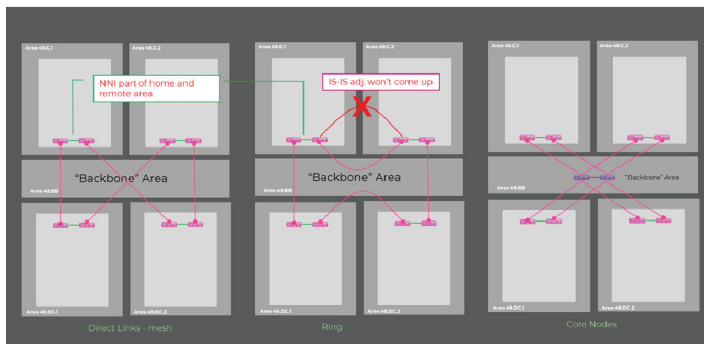 Area 49.C.1
Area 49.C.2
Area 49.C.1
Area 49.C.2
Area 49.C.1
Area 49.C.2
NNI part of home and
remote area
IS-IS adj. won't come up
"Backbone" Area
Area 49.BB
"Backbone" Area
Area 49.BB
"Backbone" Area
Area 49.BB
Area 49.DC.1
Area 49.DC.2
Area 49.DC.1
Area 49.DC.2
Area 49.DC.1
Area 49.DC.2
Direct Links - mesh
Ring
Core Nodes